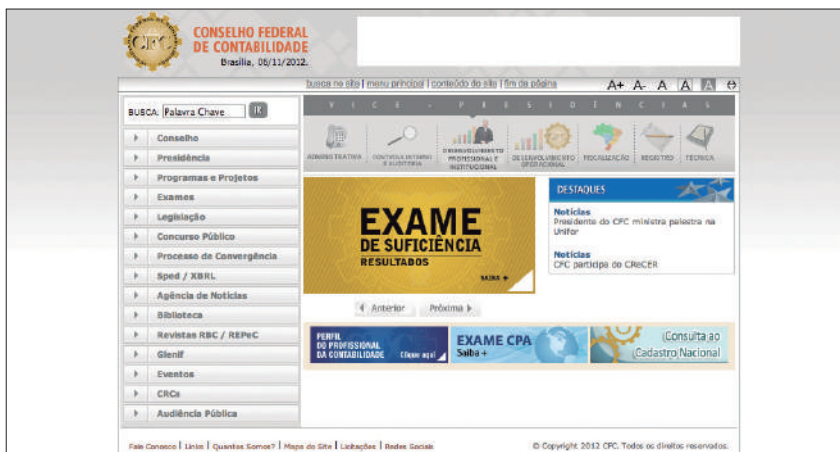 CFC
CONSELHO FEDERAL
DE CONTABILIDADE
Brasília, 06/11/2012.
busca no site | menu principal | conteúdo do site | fim da página
A+ A- A A A
BUSCA: Palavra Chave IR
VICE - PRESIDÊNCIAS
ADMINISTRATIVA
CONTROLE INTERNO
E AUDITORIA
DESENVOLVIMENTO
PROFISSIONAL E
INSTITUCIONAL
DESENVOLVIMENTO
OPERACIONAL
FISCALIZAÇÃO
REGISTRO
TÉCNICA
Conselho
Presidência
Programas e Projetos
Exames
Legislação
Concurso Público
Processo de Convergência
Sped / XBRL
Agência de Notícias
Biblioteca
Revistas RBC / REPeC
Glenif
Eventos
CRCs
Audiência Pública
EXAME
DE SUFICIÊNCIA
RESULTADOS
SAIBA +
Anterior Próxima
DESTAQUES
Notícias
Presidente do CFC ministra palestra na
Unifor
Notícias
CFC participa do CReCER
PERFIL
DO PROFISSIONAL
DA CONTABILIDADE Clique aqui
EXAME CPA
Saiba +
Consulta ao
Cadastro Nacional
Fale Conosco | Links | Quantos Somos? | Mapa do Site | Licitações | Redes Sociais
© Copyright 2012 CFC. Todos os direitos reservados.